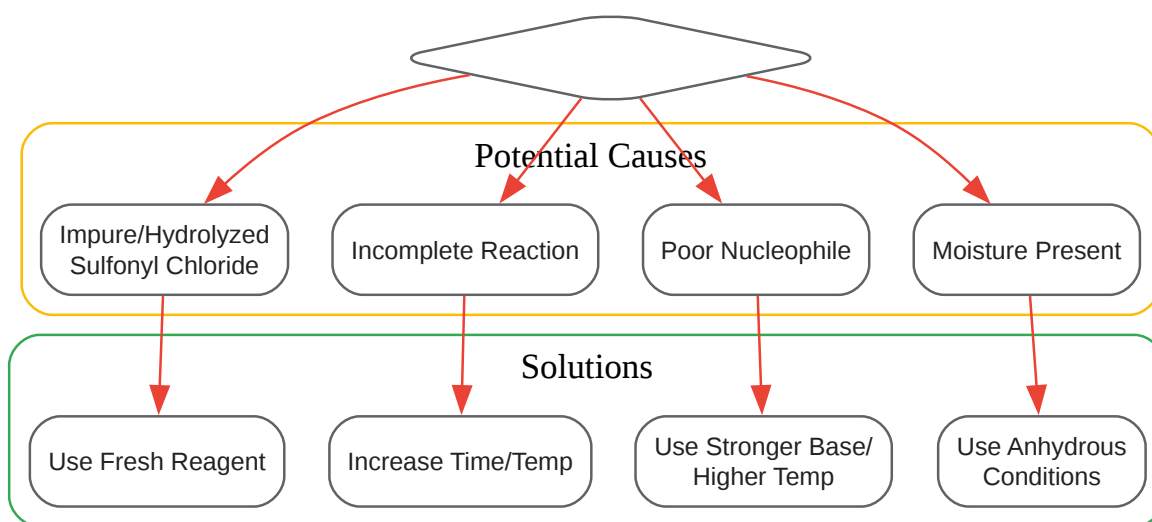 Potential Causes
Impure/Hydrolyzed
Sulfonyl Chloride
Incomplete Reaction
Poor Nucleophile
Moisture Present
Solutions
Use Fresh Reagent
Increase Time/Temp
Use Stronger Base/
Higher Temp
Use Anhydrous
Conditions